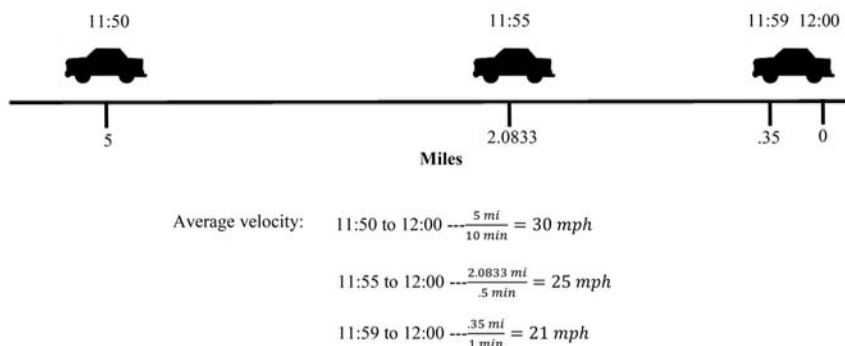 11:50 11:55 11:59 12:00
5 2.0833 .35 0
Miles
Average velocity: 11:50 to 12:00 ---5 mi/10 min = 30 mph
11:55 to 12:00 ---2.0833 mi/.5 min = 25 mph
11:59 to 12:00 ---.35 mi/1 min = 21 mph